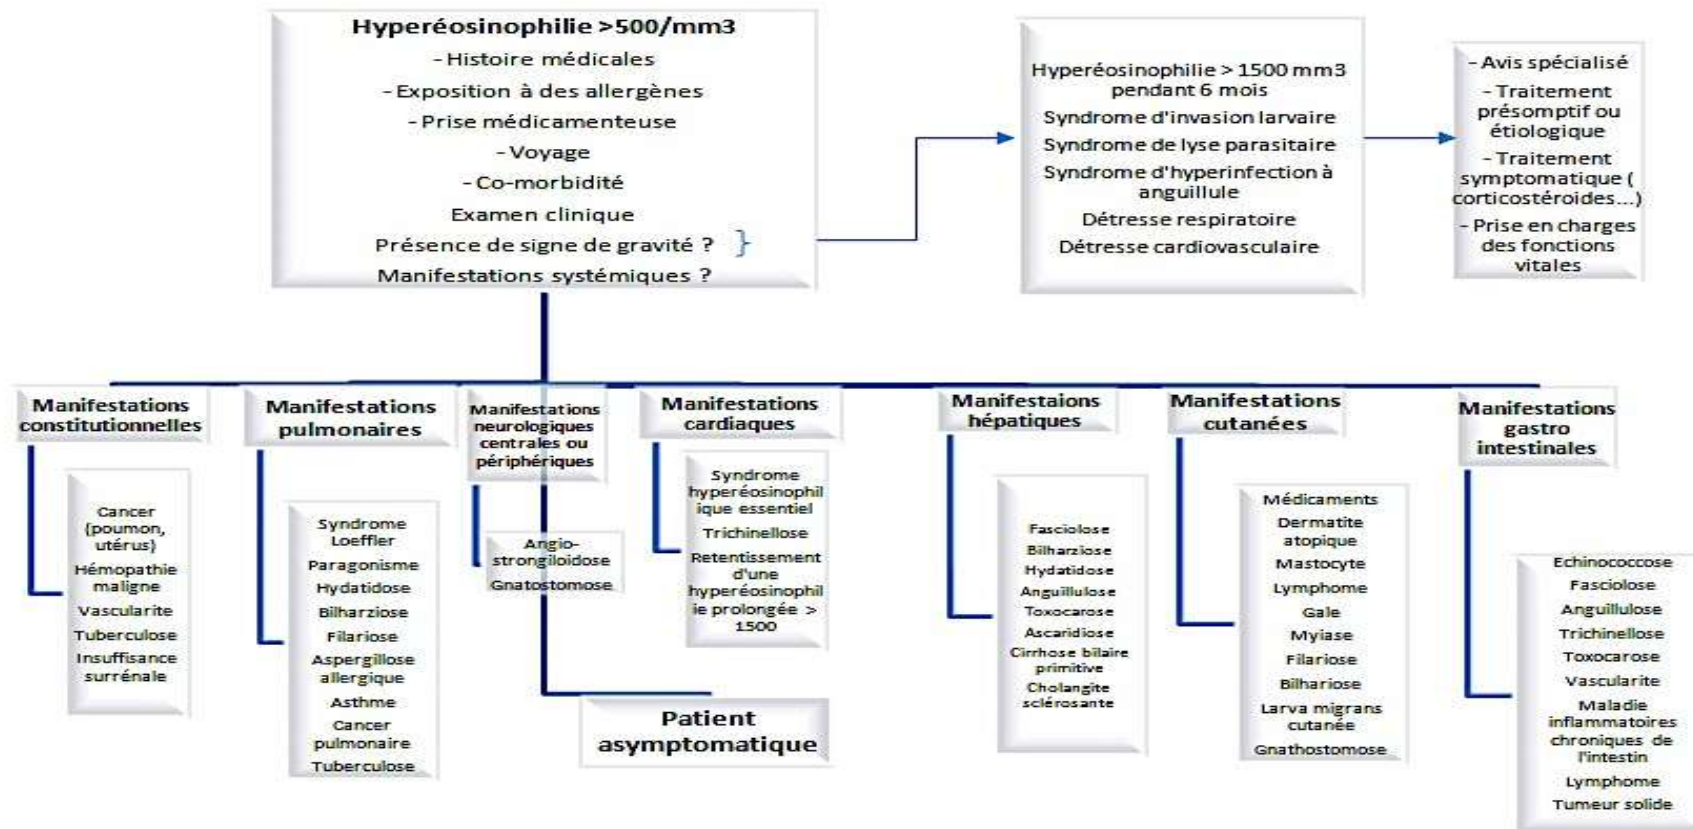 Hyperéosinophilie >500/mm3
- Histoire médicales
- Exposition à des allergènes
- Prise médicamenteuse
- Voyage
- Co-morbidité
Examen clinique
Présence de signe de gravité ? }
Manifestations systémiques ?
Hyperéosinophilie > 1500 mm3
pendant 6 mois
Syndrome d'invasion larvaire
Syndrome de lyse parasitaire
Syndrome d'hyperinfection à
anguillule
Détresse respiratoire
Détresse cardiovasculaire
- Avis spécialisé
- Traitement
présomptif ou
étiologique
- Traitement
symptomatique (
corticostéroides...)
- Prise en charges
des fonctions
vitales
Manifestations
constitutionnelles
Cancer
(poumon,
utérus)
Hémopathie
maligne
Vascularite
Tuberculose
Insuffisance
surrénale
Manifestations
pulmonaires
Syndrome
Loeffler
Paragonisme
Hydatidose
Bilharziose
Filariose
Aspergillose
allergique
Asthme
Cancer
pulmonaire
Tuberculose
Manifestations
neurologiques
centrales ou
périphériques
Angio-
strongiloidose
Gnatostomose
Patient
asymptomatique
Manifestations
cardiaques
Syndrome
hyperéosinophil
ique essentiel
Trichinellose
Retentissement
d'une
hyperéosinophil
ie prolongée >
1500
Manifestaions
hépatiques
Fasciolose
Bilharziose
Hydatidose
Anguillulose
Toxocarose
Ascaridiose
Cirrhose bilaire
primitive
Cholangite
sclérosante
Manifestations
cutanées
Médicaments
Dermatite
atopique
Mastocyte
Lymphome
Gale
Myiase
Filariose
Bilhariose
Larva migrans
cutanée
Gnathostomose
Manifestations
gastro
intestinales
Echinococcose
Fasciolose
Anguillulose
Trichinellose
Toxocarose
Vascularite
Maladie
inflammatoires
chroniques de
l'intestin
Lymphome
Tumeur solide